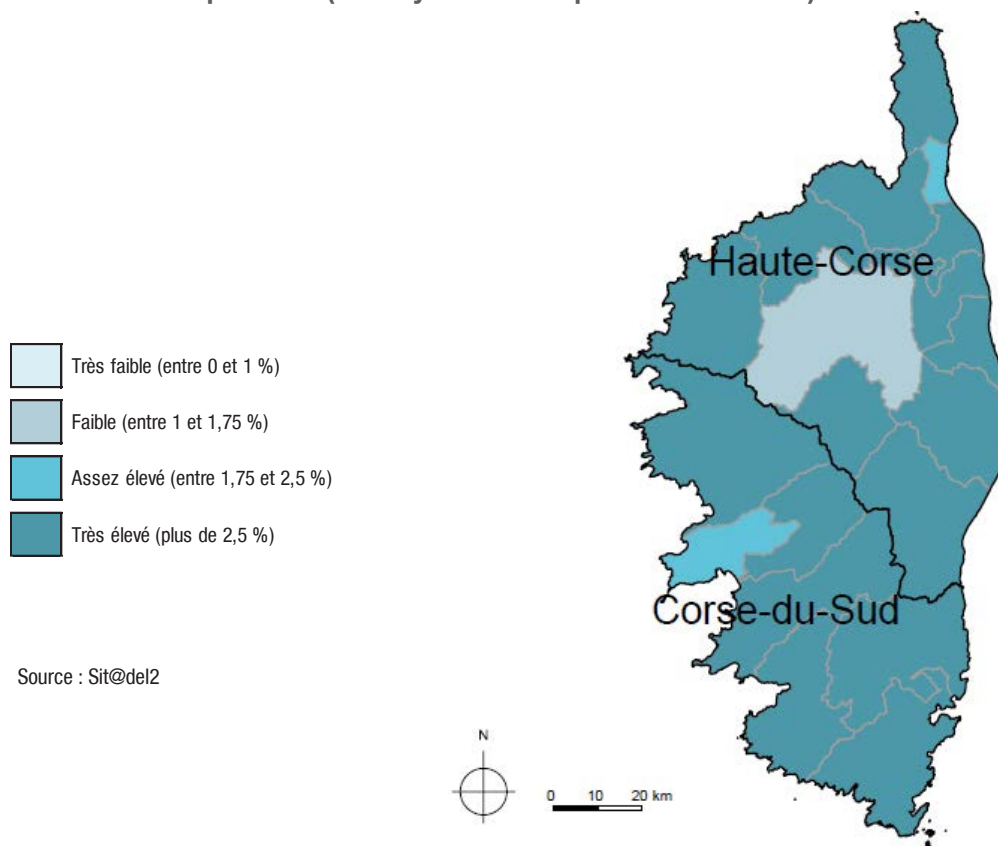 Haute-Corse
Très faible (entre 0 et 1 %)
Faible (entre 1 et 1,75 %)
Assez élevé (entre 1,75 et 2,5 %)
Très élevé (plus de 2,5 %)
Corse-du-Sud
Source : Sit@del2
N
0 10 20 km